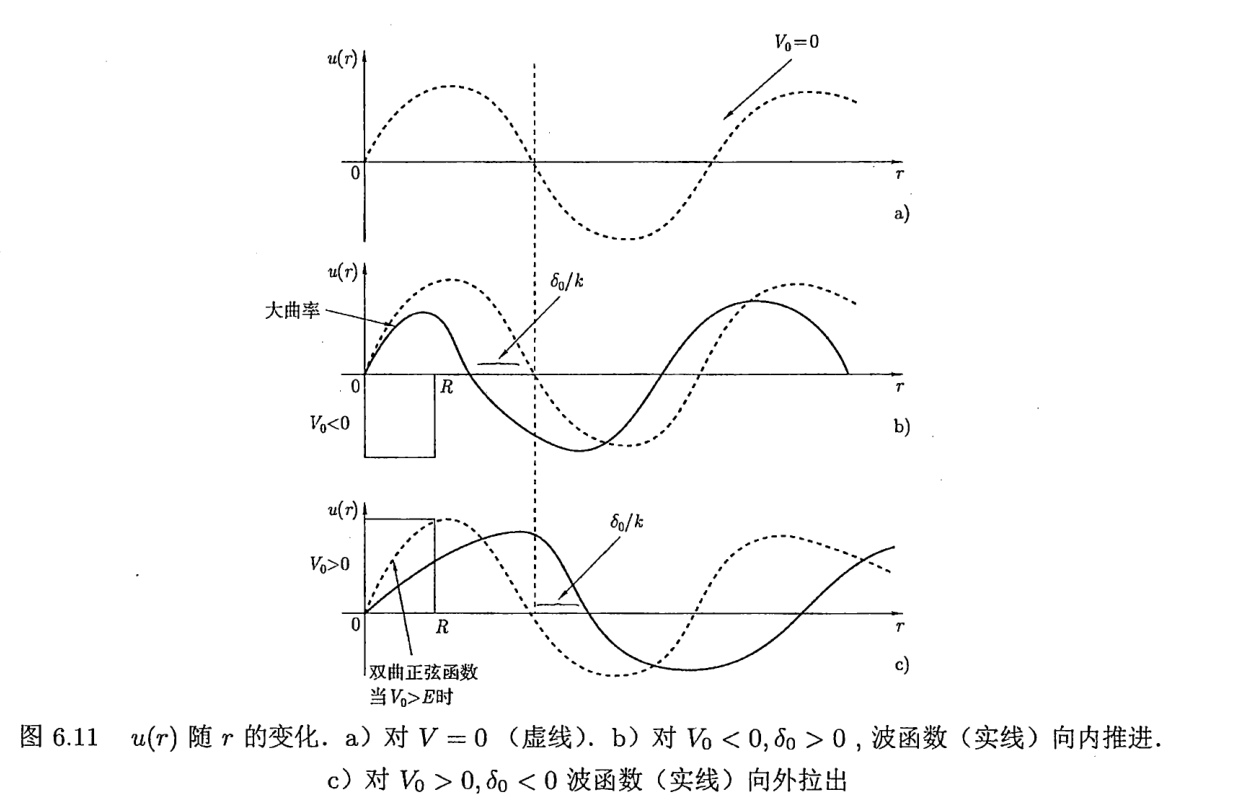 V₀=0
u(r)
0
r
a)
u(r)
δ₀/k
大曲率
0
R
r
V₀<0
b)
u(r)
δ₀/k
V₀>0
0
R
r
c)
双曲正弦函数
当V₀>E时
图 6.11 u(r) 随 r 的变化. a）对 V = 0 （虚线）. b）对 V₀ < 0, δ₀ > 0 , 波函数（实线）向内推进.
c）对 V₀ > 0, δ₀ < 0 波函数（实线）向外拉出